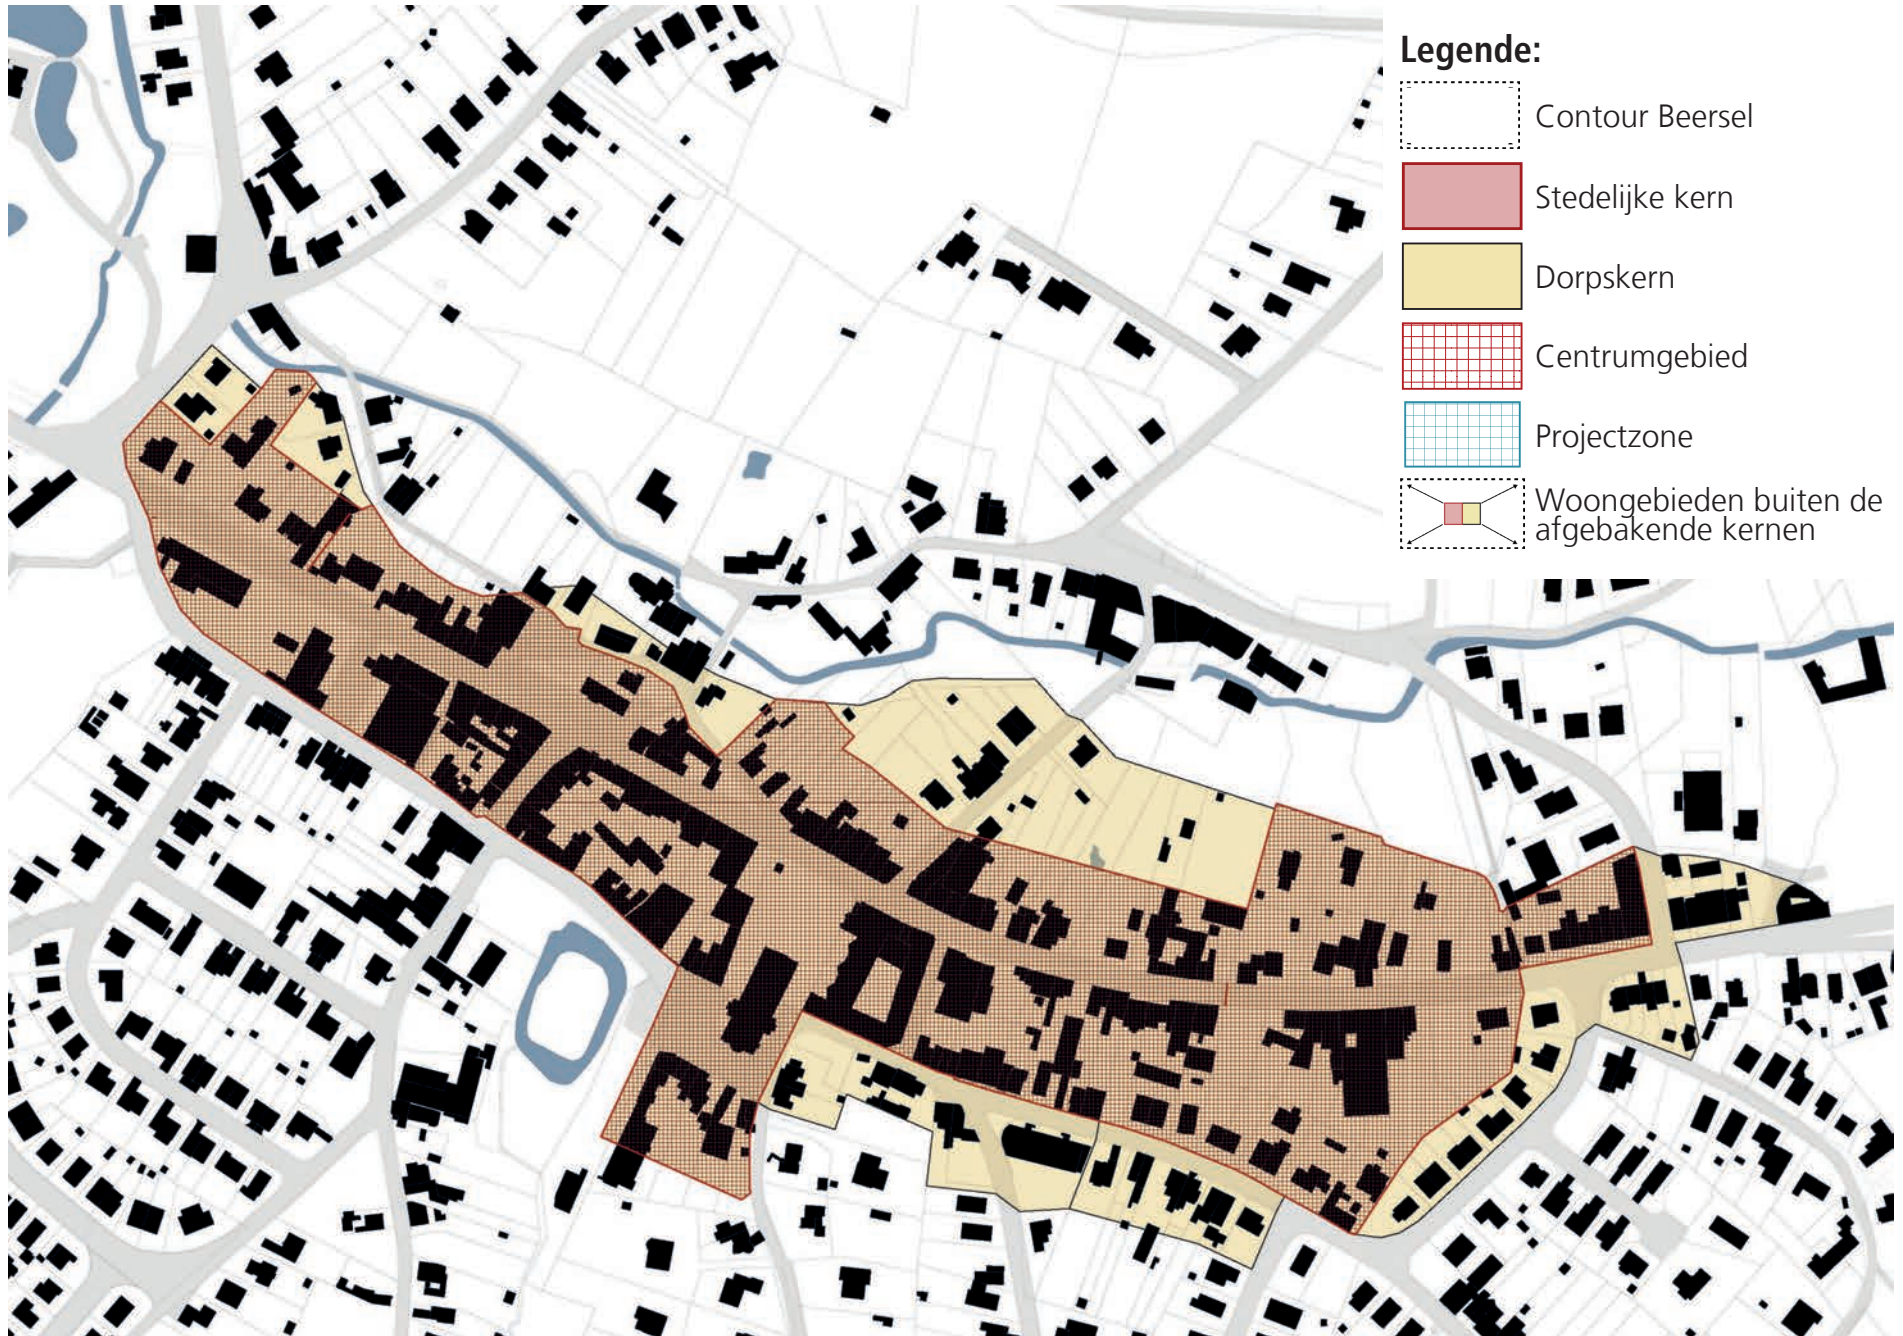 Legende:
Contour Beersel
Stedelijke kern
Dorpskern
Centrumgebied
Projectzone
Woongebieden buiten de
afgebakende kernen